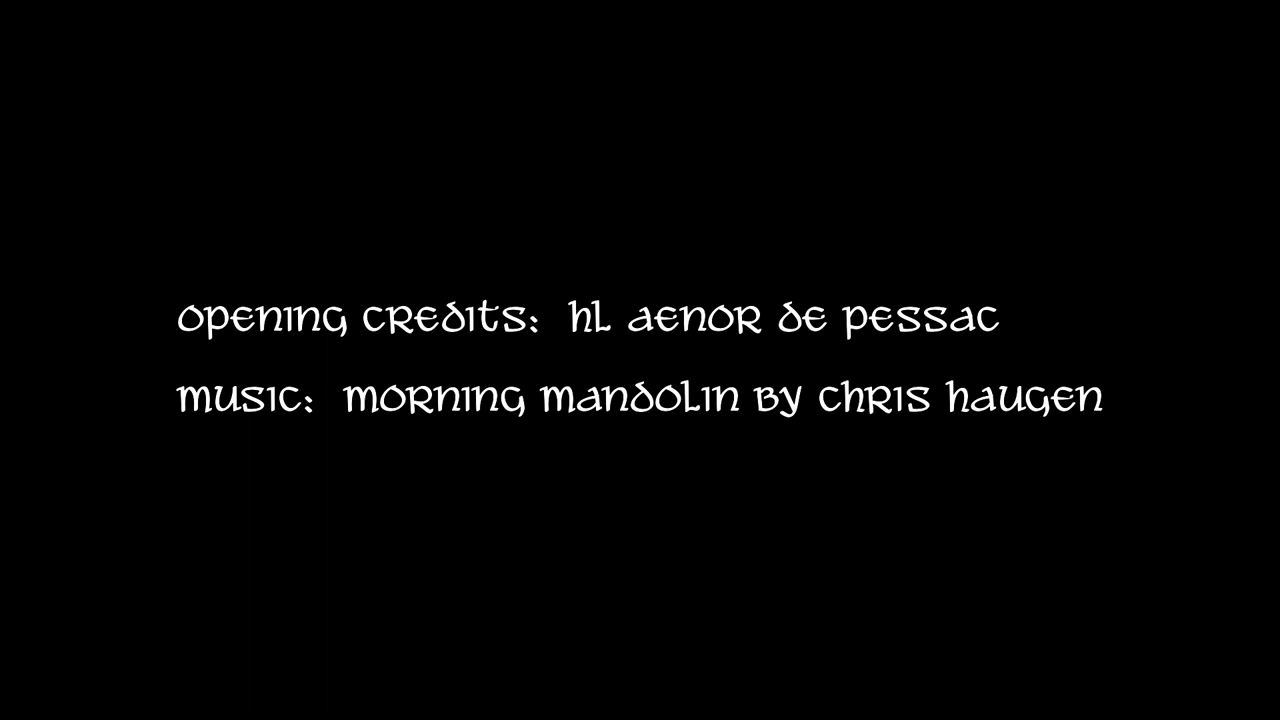 opening credits: hl aenor de pessac
music: morning mandolin by chris haugen